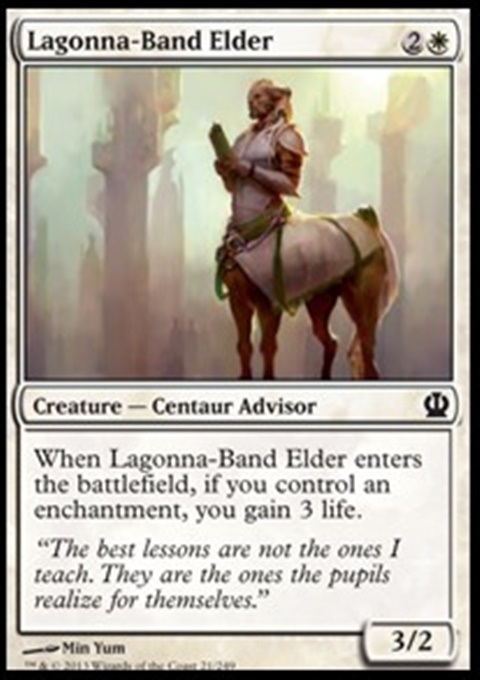 Lagonna-Band Elder 2
Creature — Centaur Advisor
When Lagonna-Band Elder enters
the battlefield, if you control an
enchantment, you gain 3 life.
“The best lessons are not the ones I
teach. They are the ones the pupils
realize for themselves.”
3/2
Min Yum
™ & © 2013 Wizards of the Coast 21/249